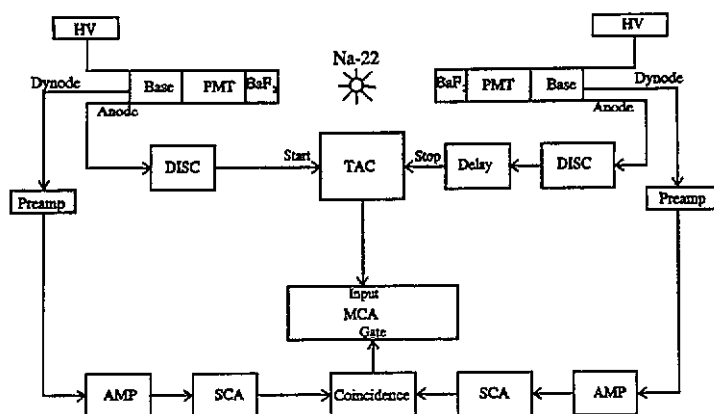 HV
HV
Na-22
Dynode
Base
PMT
BaF2
BaF2
PMT
Base
Dynode
Anode
Anode
DISC
Start
TAC
Stop
Delay
DISC
Preamp
Preamp
Input
MCA
Gate
AMP
SCA
Coincidence
SCA
AMP